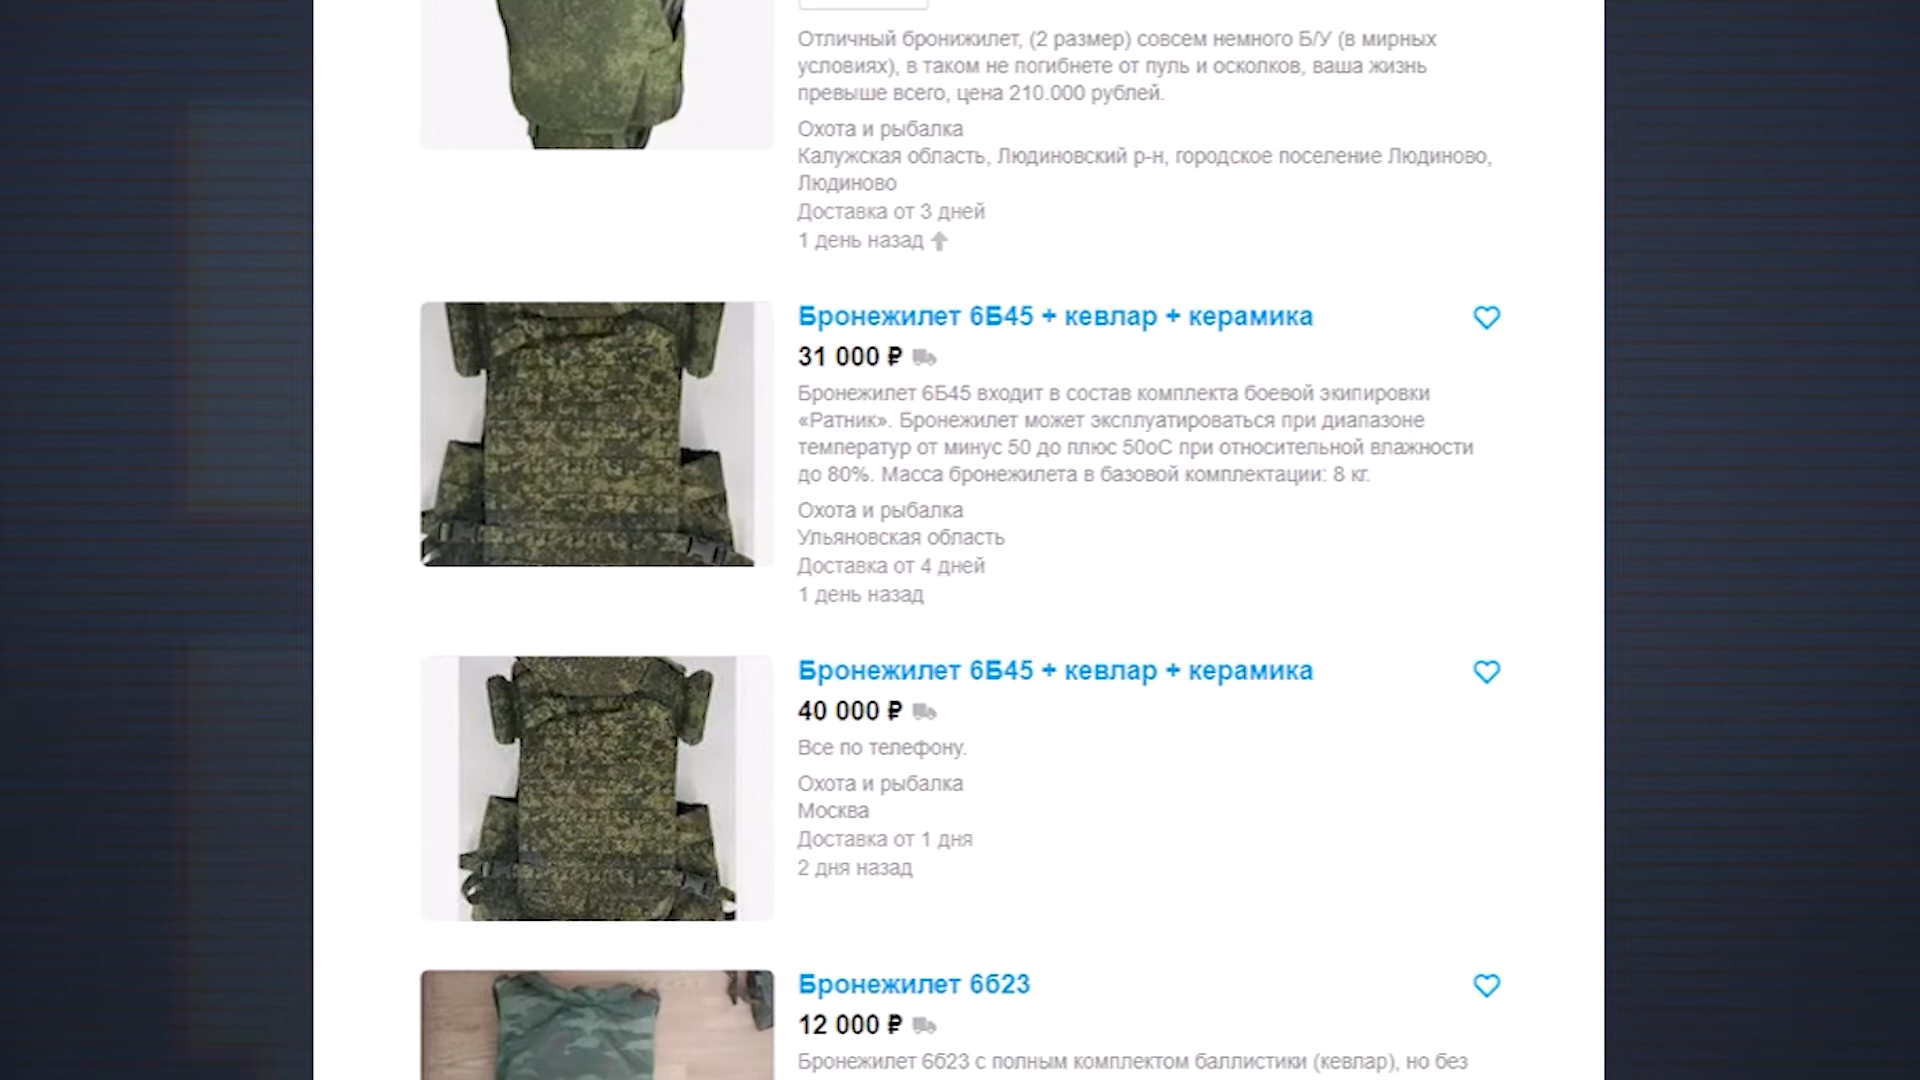 Отличный бронижилет, (2 размер) совсем немного Б/У (в мирных
условиях), в таком не погибнете от пуль и осколков, ваша жизнь
превыше всего, цена 210.000 рублей.
Охота и рыбалка
Калужская область, Людиновский р-н, городское поселение Людиново,
Людиново
Доставка от 3 дней
1 день назад
Бронежилет 6Б45 + кевлар + керамика
31 000 ₽
Бронежилет 6Б45 входит в состав комплекта боевой экипировки
«Ратник». Бронежилет может эксплуатироваться при диапазоне
температур от минус 50 до плюс 50оС при относительной влажности
до 80%. Масса бронежилета в базовой комплектации: 8 кг.
Охота и рыбалка
Ульяновская область
Доставка от 4 дней
1 день назад
Бронежилет 6Б45 + кевлар + керамика
40 000 ₽
Все по телефону.
Охота и рыбалка
Москва
Доставка от 1 дня
2 дня назад
Бронежилет 6б23
12 000 ₽
Бронежилет 6б23 с полным комплектом баллистики (кевлар), но без